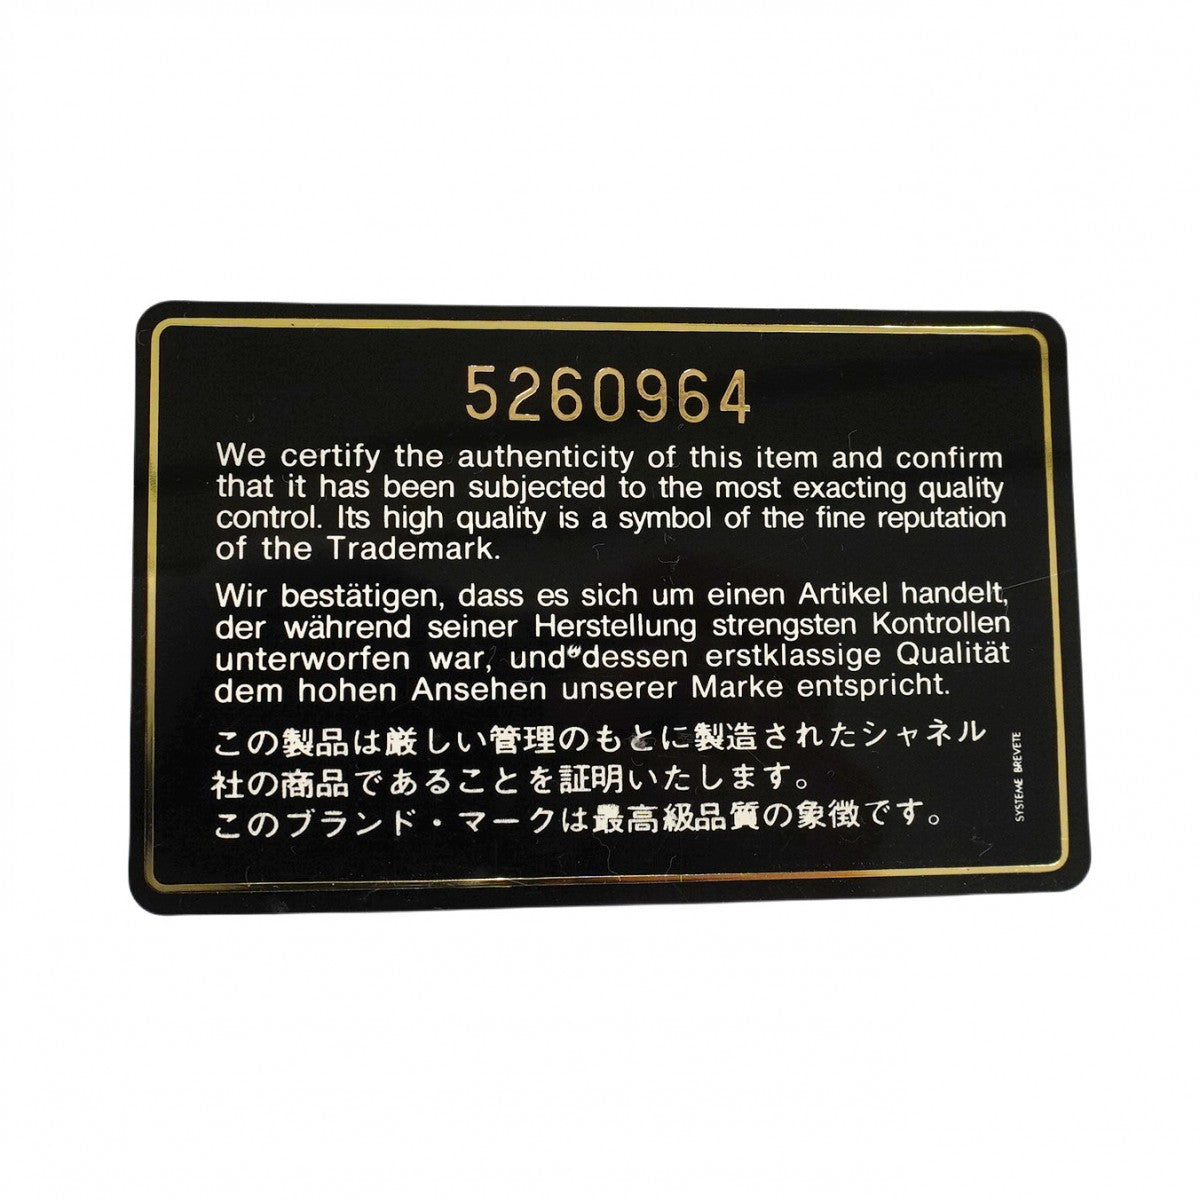 5260964
We certify the authenticity of this item and confirm
that it has been subjected to the most exacting quality
control. Its high quality is a symbol of the fine reputation
of the Trademark.
Wir bestätigen, dass es sich um einen Artikel handelt,
der während seiner Herstellung strengsten Kontrollen
unterworfen war, und dessen erstklassige Qualität
dem hohen Ansehen unserer Marke entspricht.
この製品は厳しい管理のもとに製造されたシャネル
社の商品であることを証明いたします。
このブランド・マークは最高級品質の象徴です。
SYSTEME BREVETE